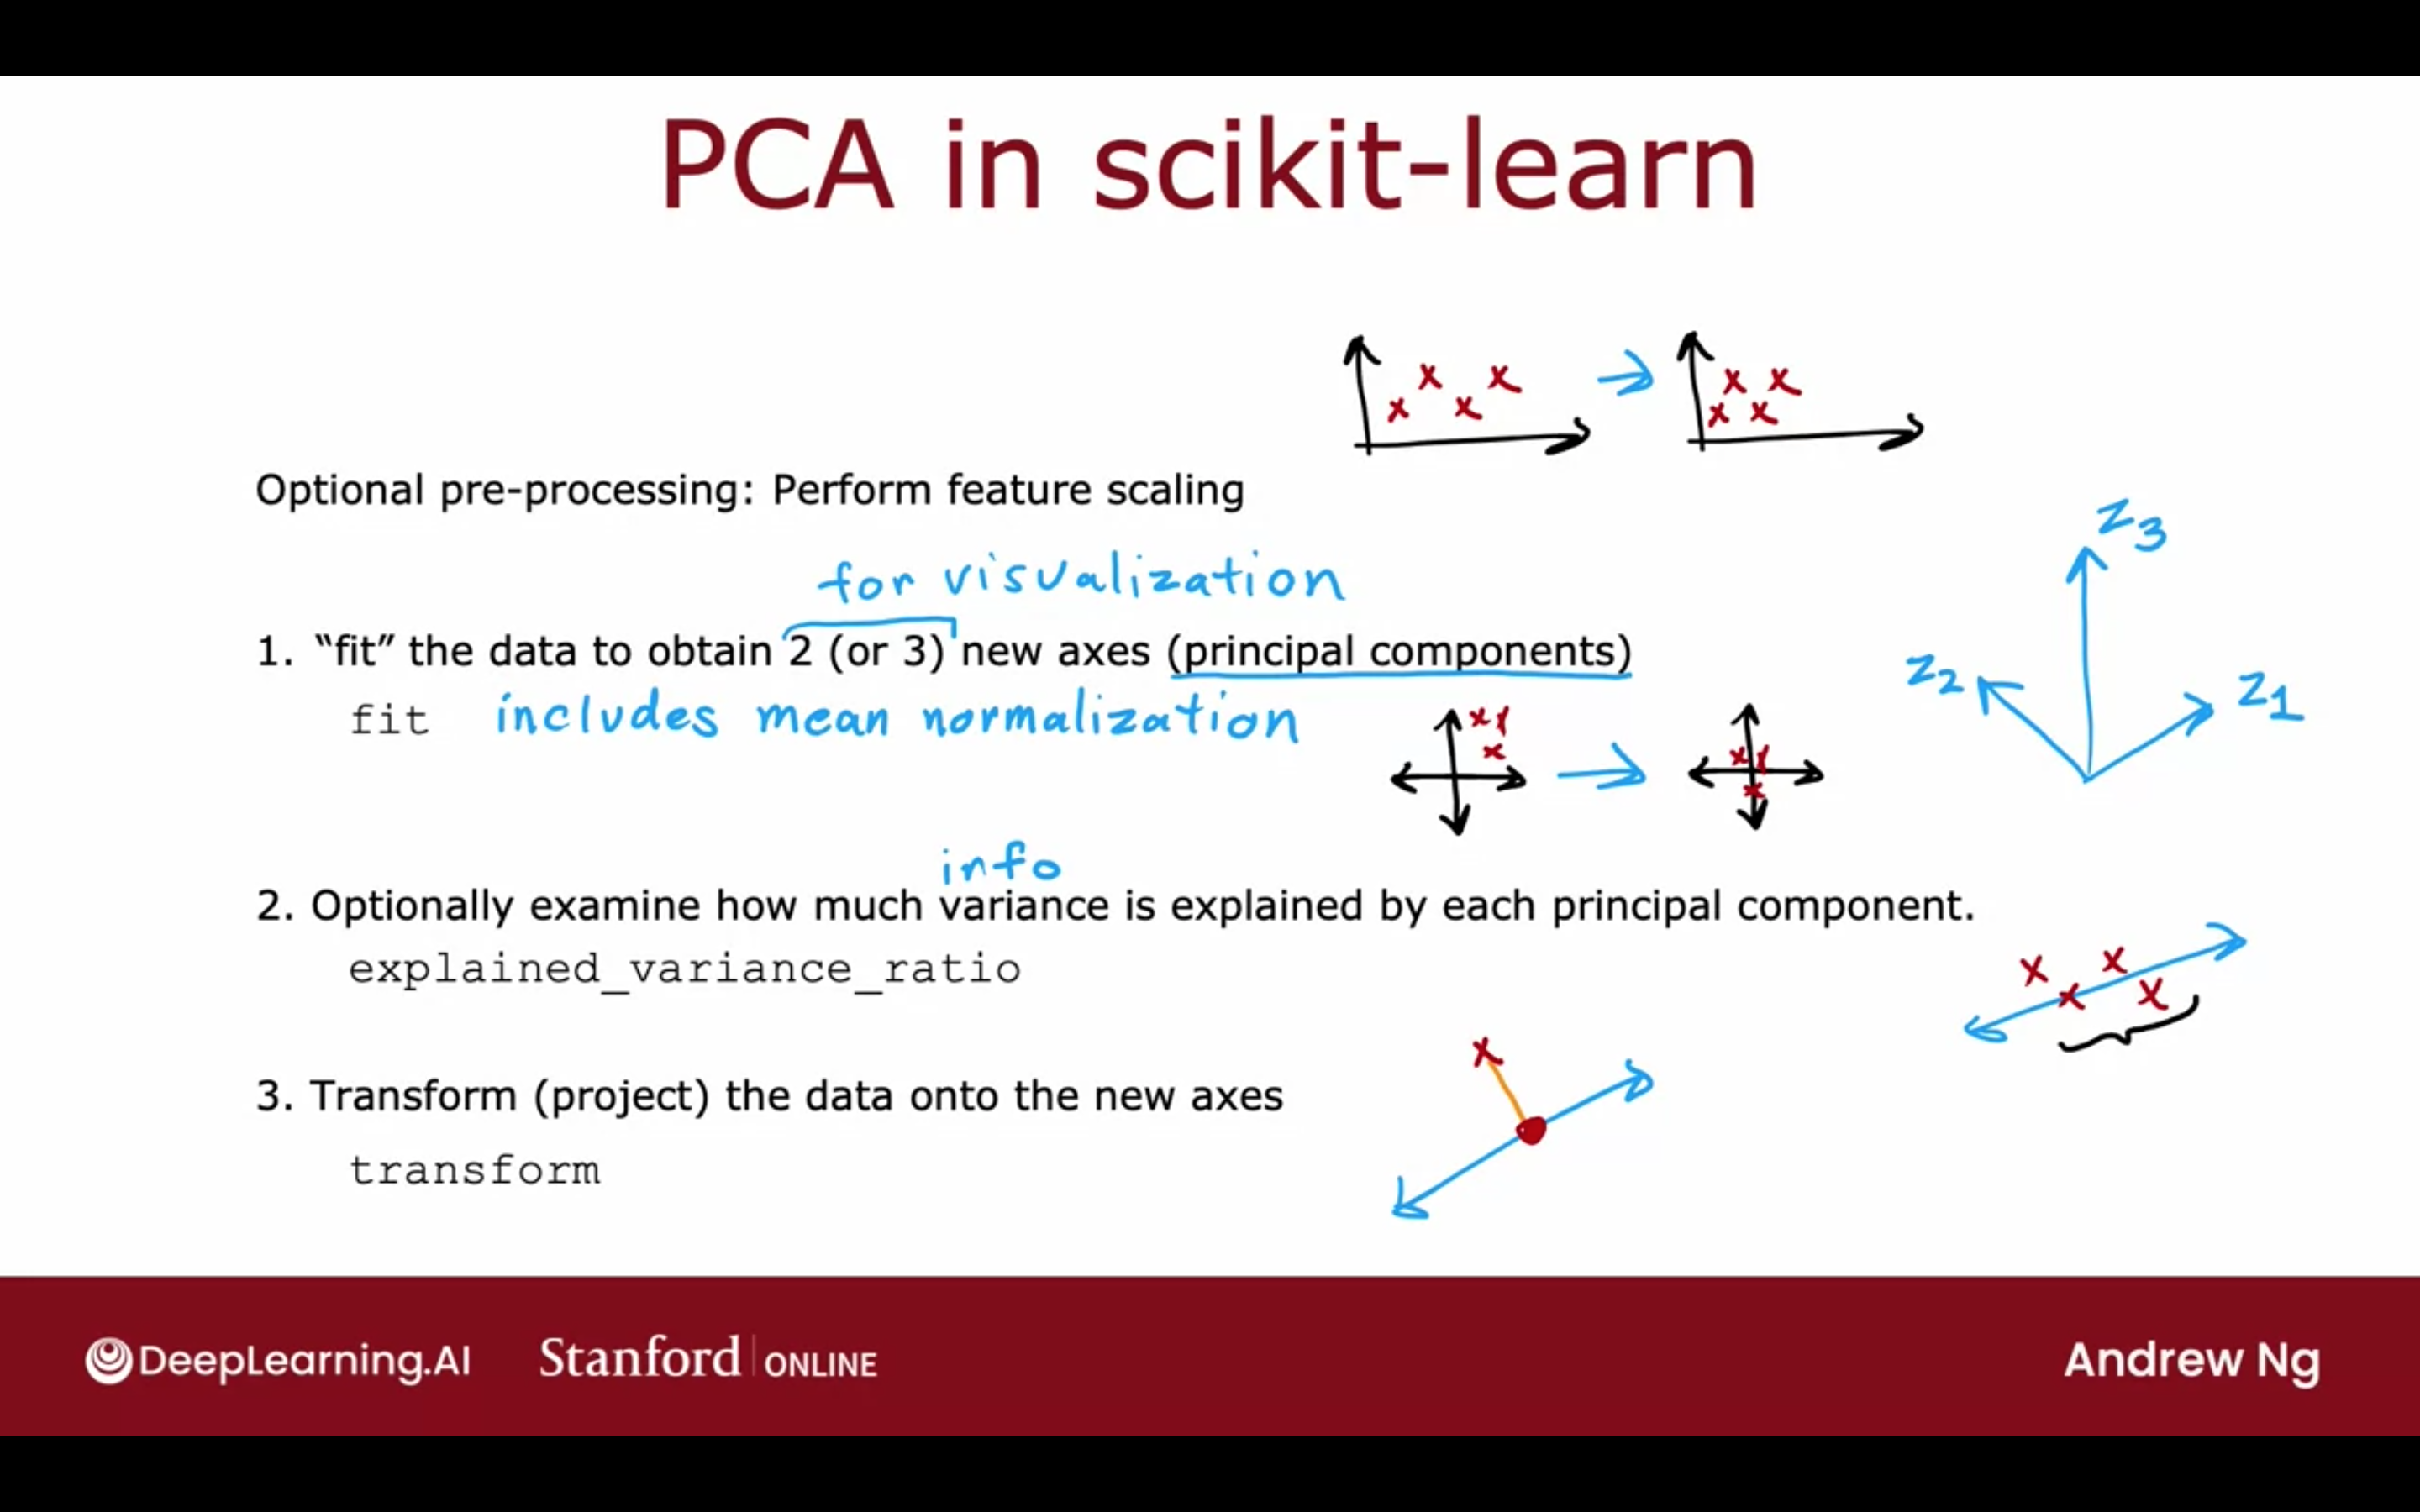 PCA in scikit-learn
Optional pre-processing: Perform feature scaling
for visualization
1. “fit” the data to obtain 2 (or 3) new axes (principal components)
fit includes mean normalization
z3
z2
z1
info
2. Optionally examine how much variance is explained by each principal component.
explained_variance_ratio
3. Transform (project) the data onto the new axes
transform
DeepLearning.AI Stanford ONLINE Andrew Ng